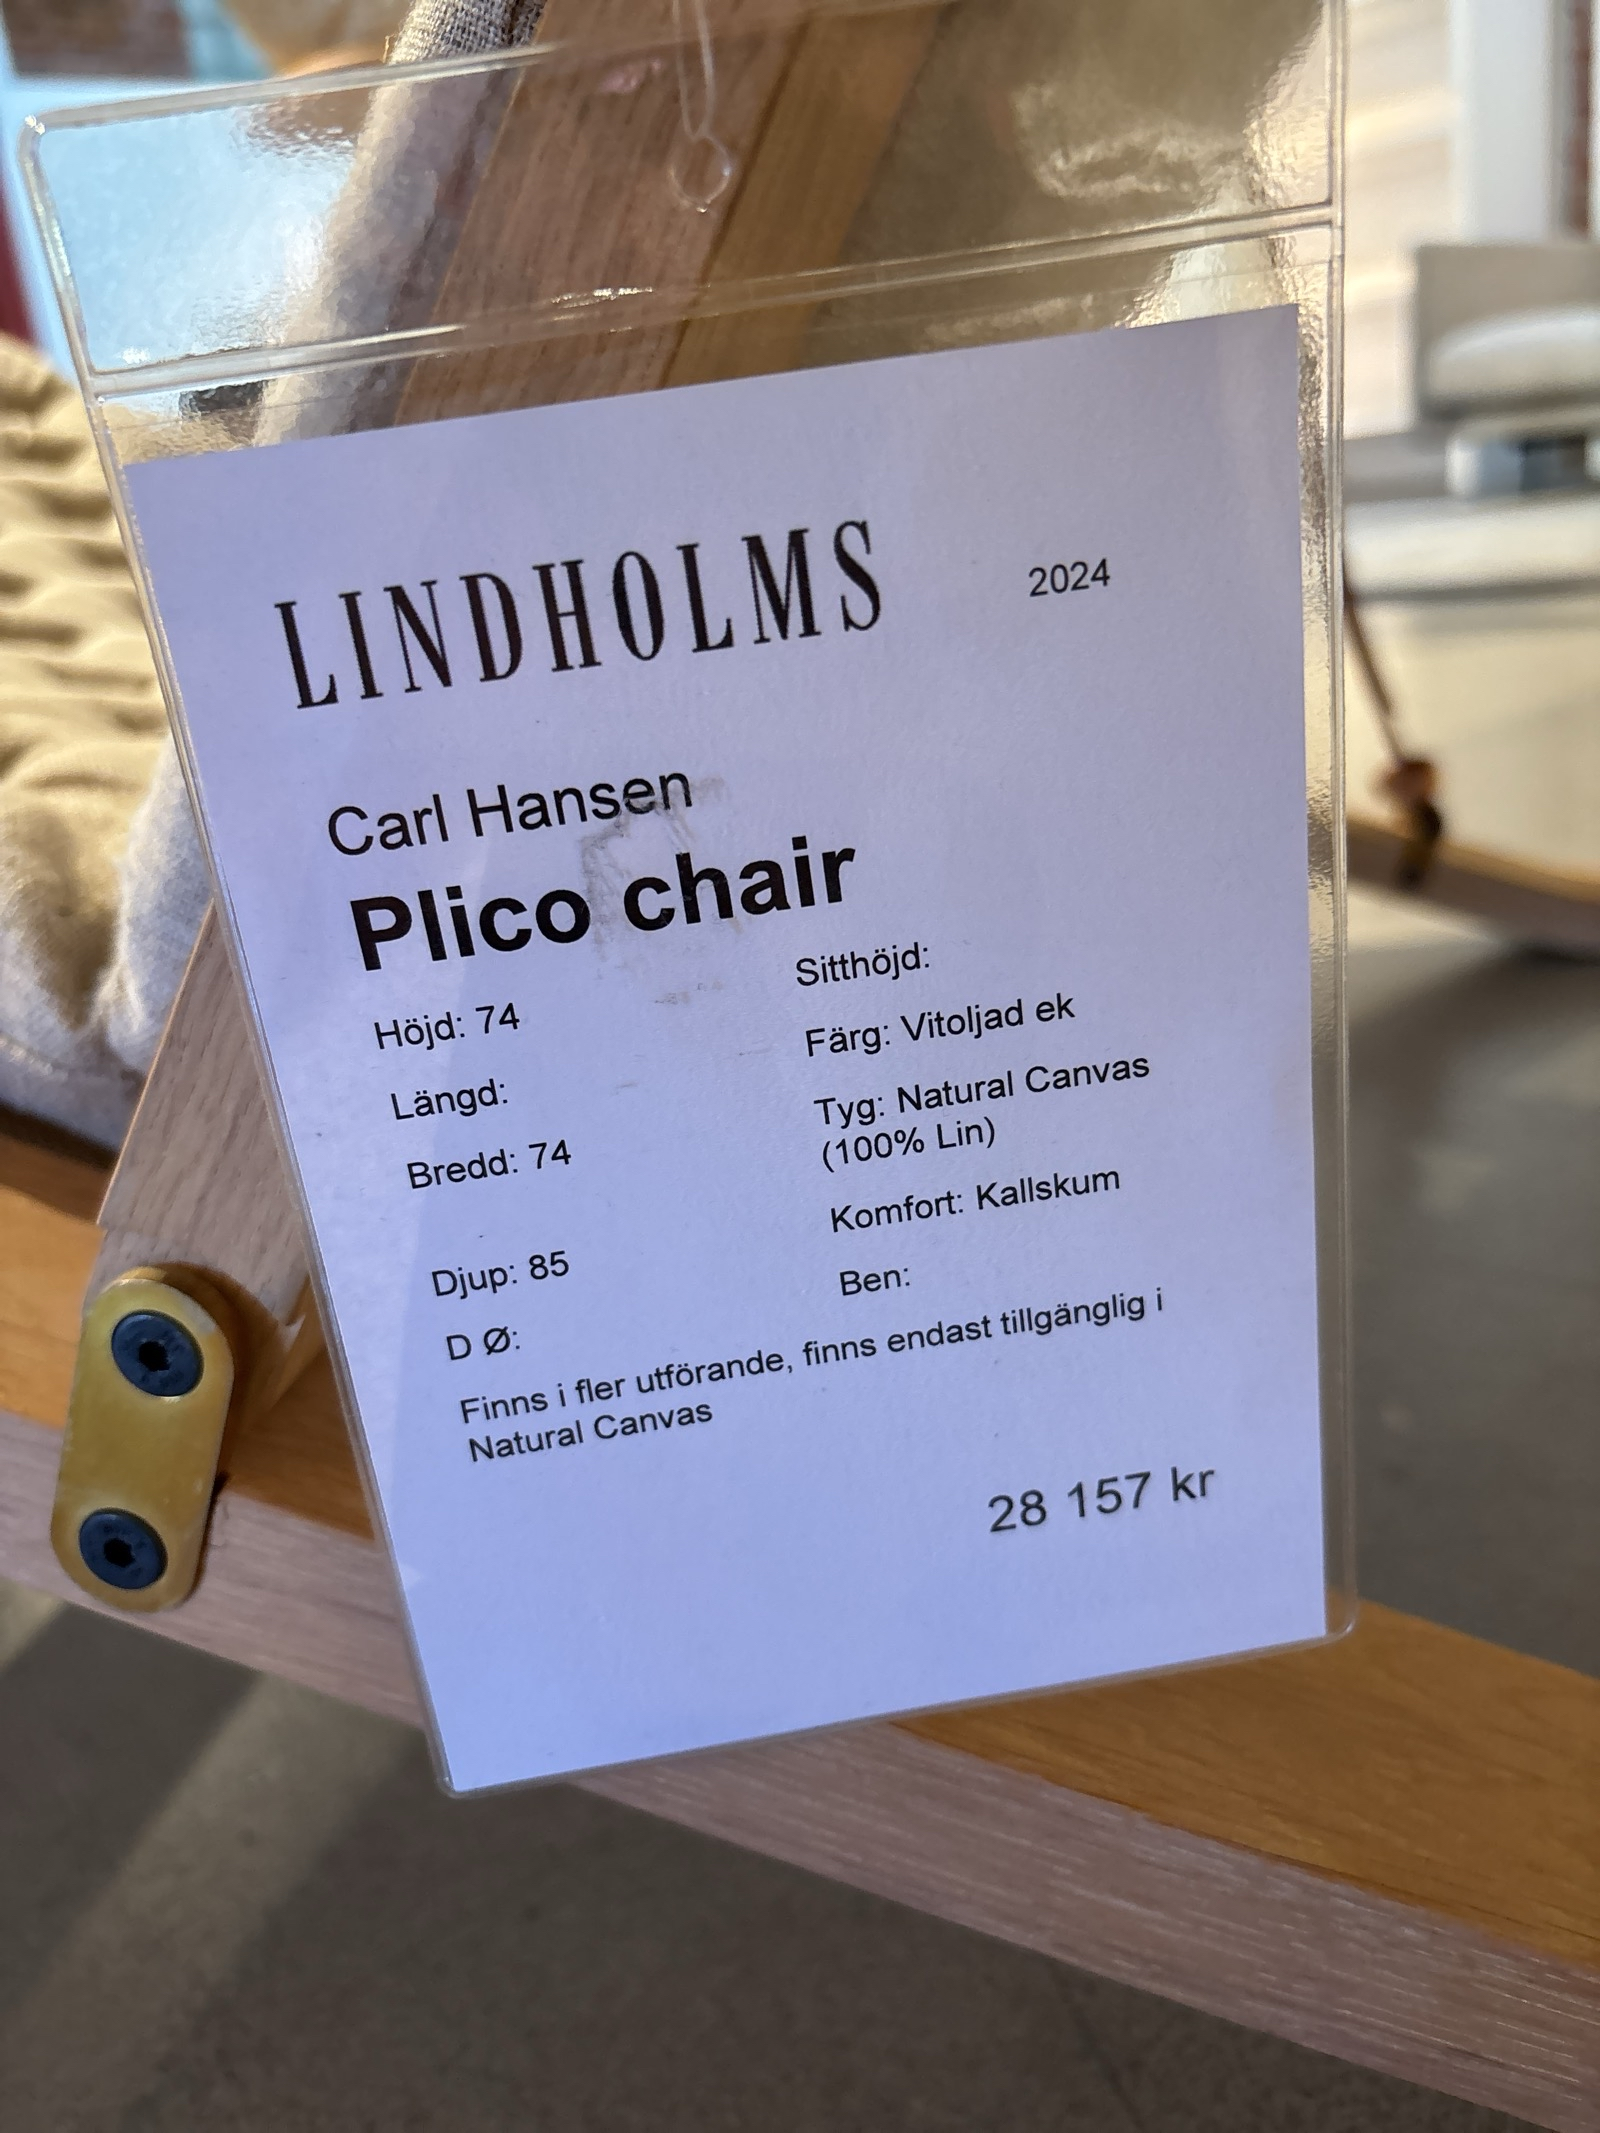 LINDHOLMS
2024
Carl Hansen
Plico chair
Höjd: 74
Längd:
Bredd: 74
Djup: 85
D Ø:
Sitthöjd:
Färg: Vitoljad ek
Tyg: Natural Canvas
(100% Lin)
Komfort: Kallskum
Ben:
Finns i fler utförande, finns endast tillgänglig i
Natural Canvas
28 157 kr